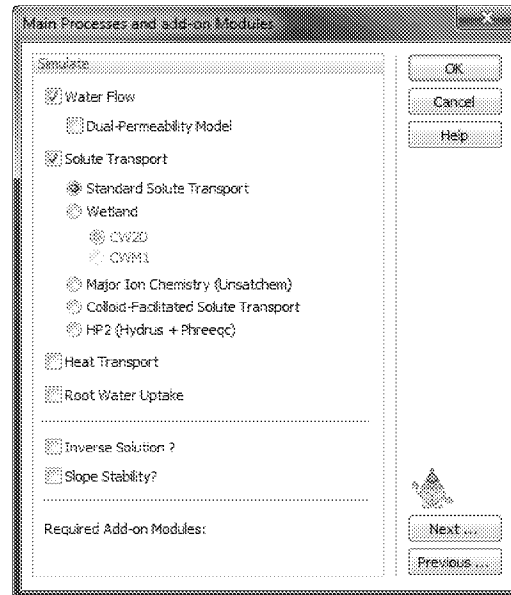 Main Processes and add-on Modules
Simulate
Water Flow
Dual-Permeability Model
Solute Transport
Standard Solute Transport
Wetland
CW2D
CWM1
Major Ion Chemistry (Unsatchem)
Colloid-Facilitated Solute Transport
HP2 (Hydrus + Phreeqc)
Heat Transport
Root Water Uptake
Inverse Solution ?
Slope Stability?
Required Add-on Modules:
OK
Cancel
Help
Next ...
Previous ...